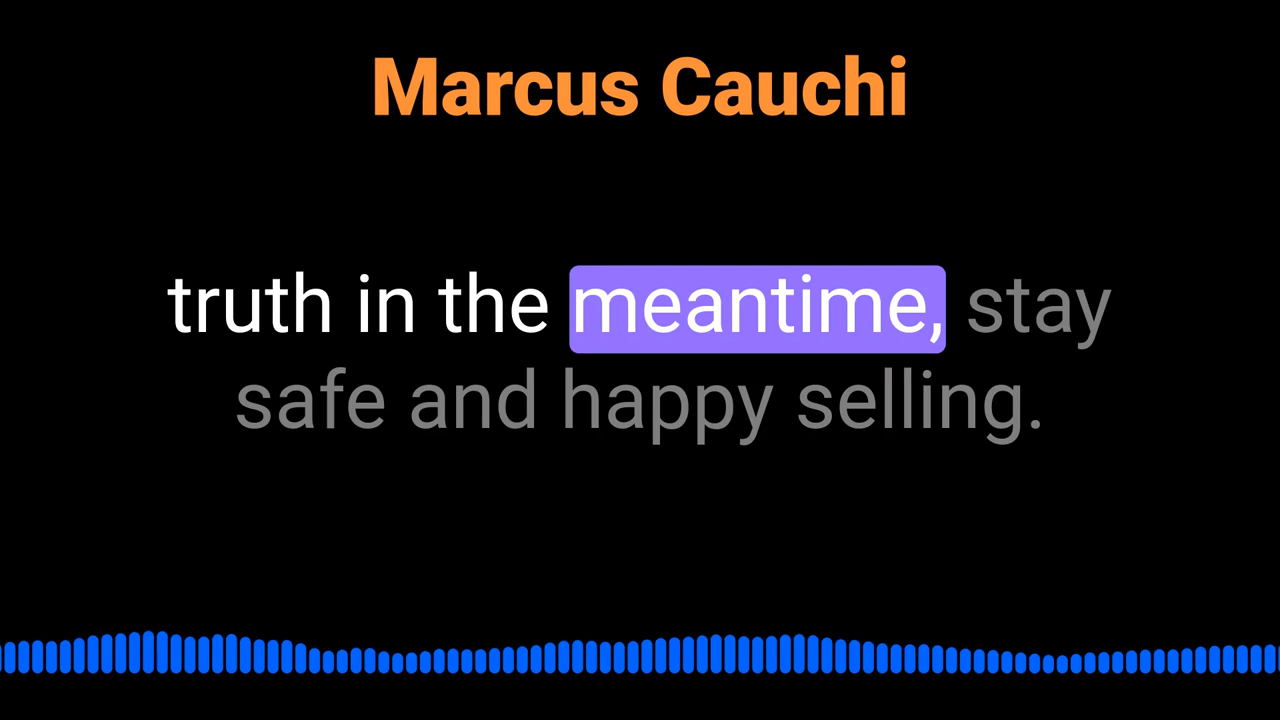 Marcus Cauchi
truth in the meantime, stay
safe and happy selling.